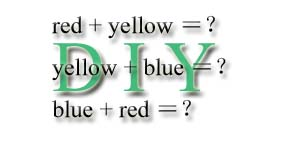 red + yellow = ?
DIY
yellow + blue = ?
blue + red = ?